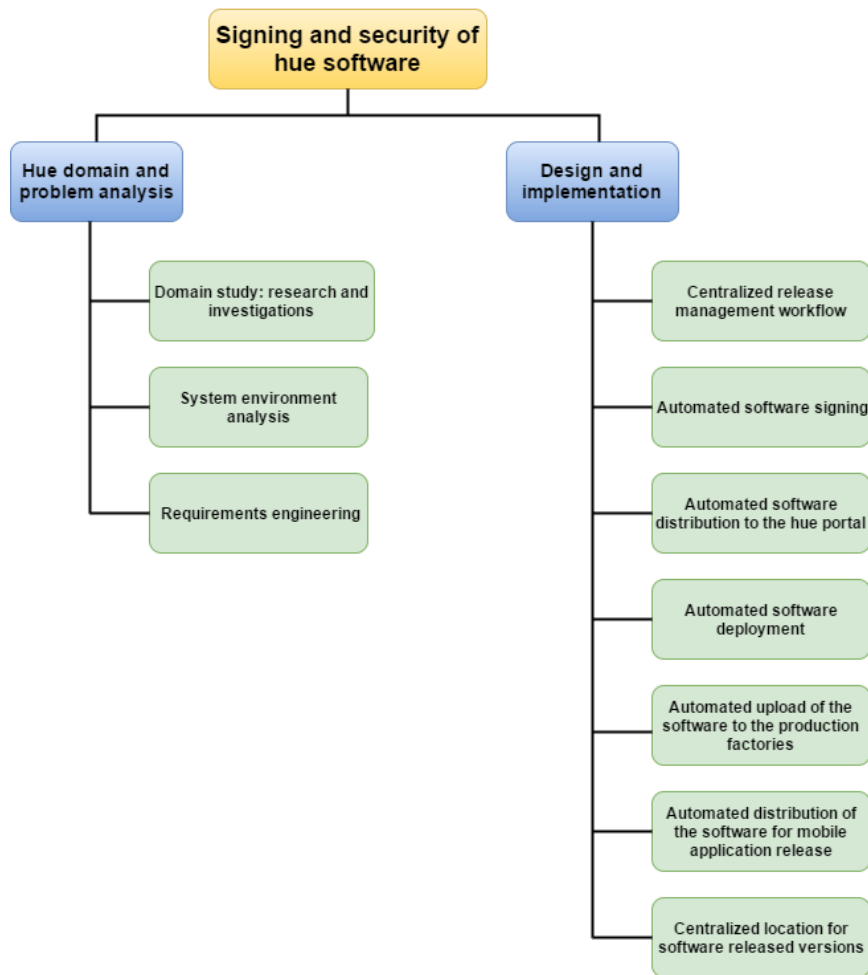 Signing and security of
hue software
Hue domain and
problem analysis
Domain study: research and
investigations
System environment
analysis
Requirements engineering
Design and
implementation
Centralized release
management workflow
Automated software signing
Automated software
distribution to the hue portal
Automated software
deployment
Automated upload of the
software to the production
factories
Automated distribution of
the software for mobile
application release
Centralized location for
software released versions